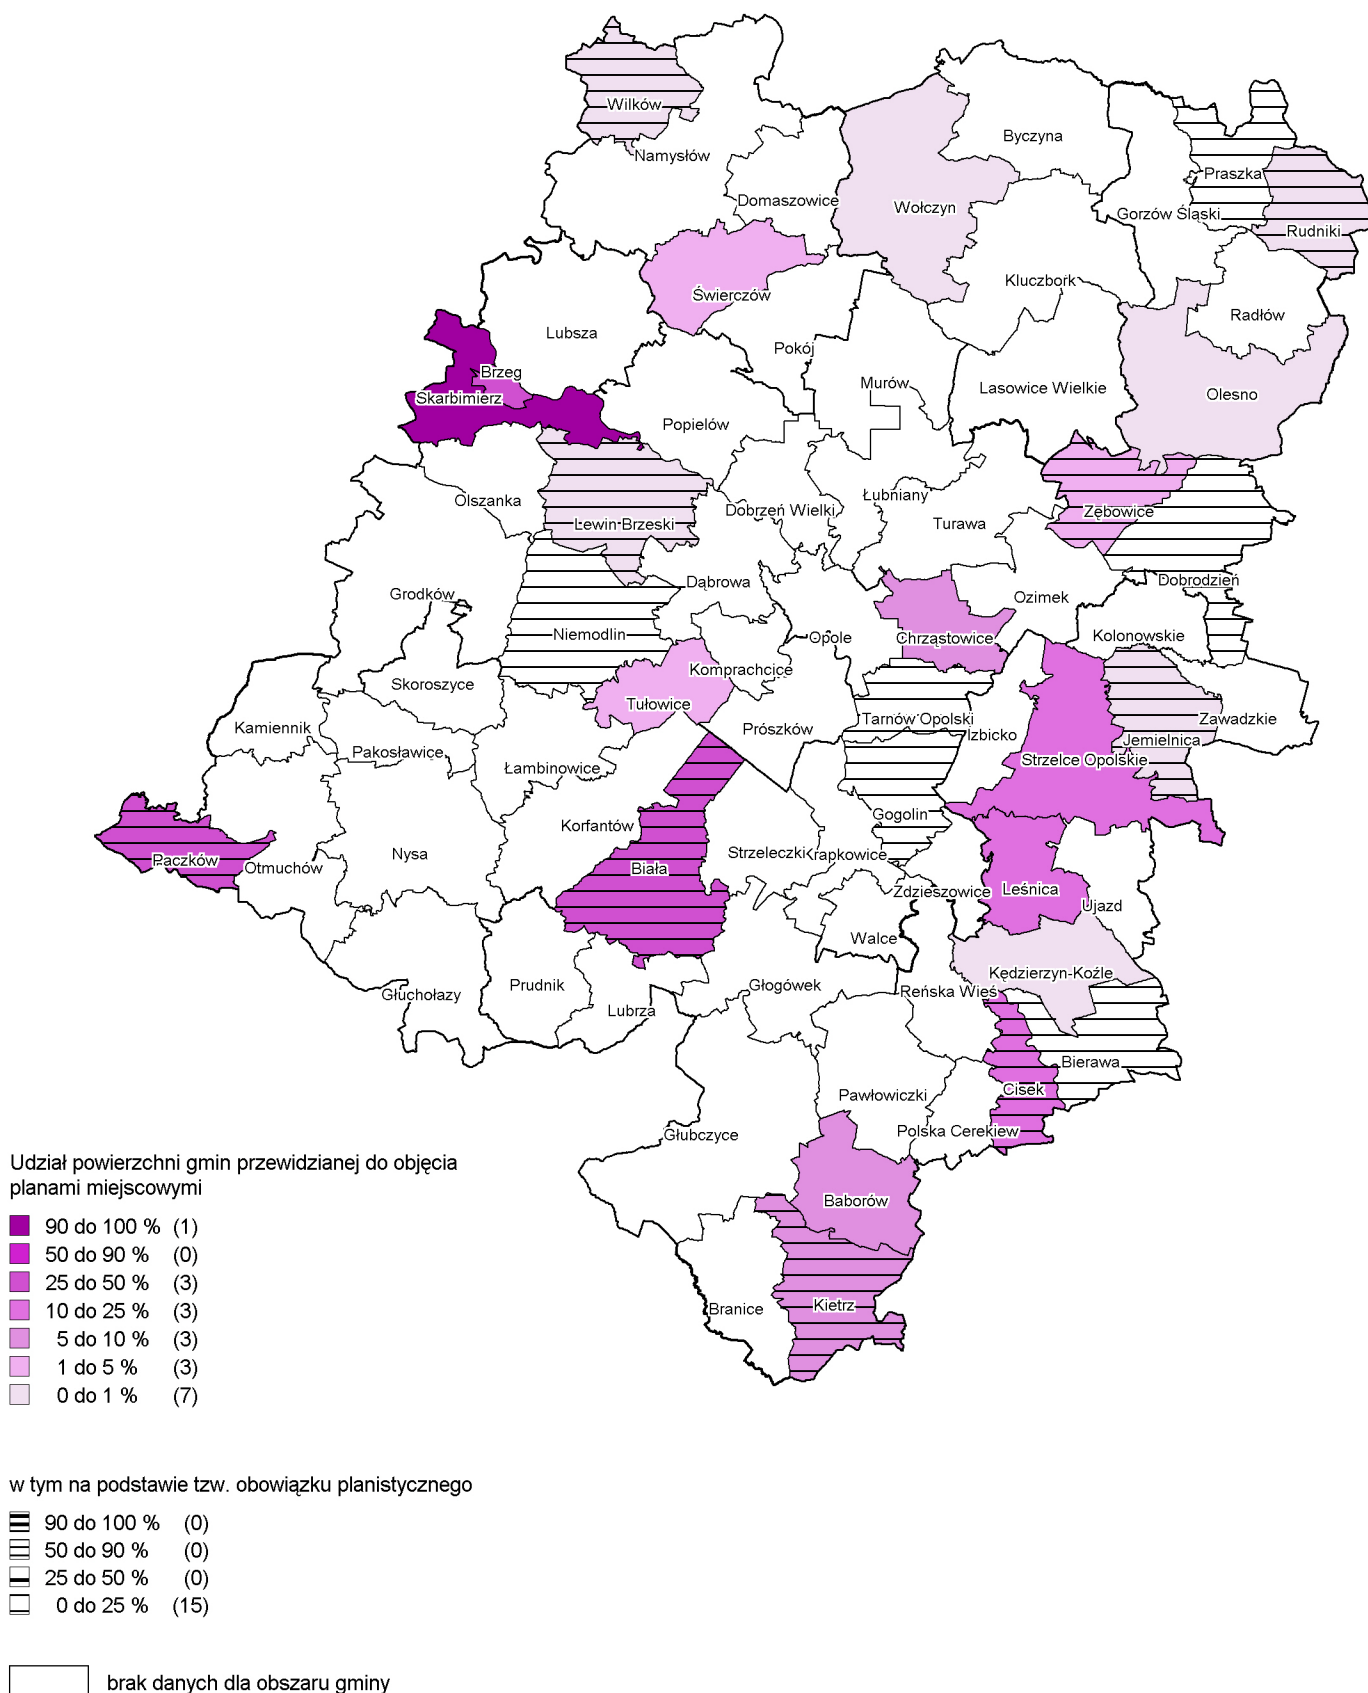 Wilków
Namysłów
Byczyna
Praszka
Domaszowice
Wołczyn
Gorzów Śląski
Rudniki
Świerczów
Kluczbork
Radłów
Lubsza
Pokój
Brzeg
Murów
Lasowice Wielkie
Olesno
Skarbimierz
Popielów
Olszanka
Łubniany
Dobrzeń Wielki
Zębowice
Lewin Brzeski
Turawa
Dąbrowa
Dobrodzień
Grodków
Ozimek
Niemodlin
Opole
Chrząstowice
Kolonowskie
Komprachcice
Skoroszyce
Tułowice
Kamiennik
Prószków
Tarnów Opolski
Zawadzkie
Izbicko
Jemielnica
Pakosławice
Strzelce Opolskie
Łambinowice
Gogolin
Korfantów
Paczków
Nysa
Strzeleczki
Krapkowice
Otmuchów
Biała
Zdzieszowice
Leśnica
Ujazd
Walce
Kędzierzyn-Koźle
Prudnik
Głogówek
Reńska Wieś
Głuchołazy
Lubrza
Bierawa
Cisek
Pawłowiczki
Polska Cerekiew
Głubczyce
Baborów
Branice
Kietrz
Udział powierzchni gmin przewidzianej do objęcia
planami miejscowymi
90 do 100 % (1)
50 do 90 % (0)
25 do 50 % (3)
10 do 25 % (3)
5 do 10 % (3)
1 do 5 % (3)
0 do 1 % (7)
w tym na podstawie tzw. obowiązku planistycznego
90 do 100 % (0)
50 do 90 % (0)
25 do 50 % (0)
0 do 25 % (15)
brak danych dla obszaru gminy